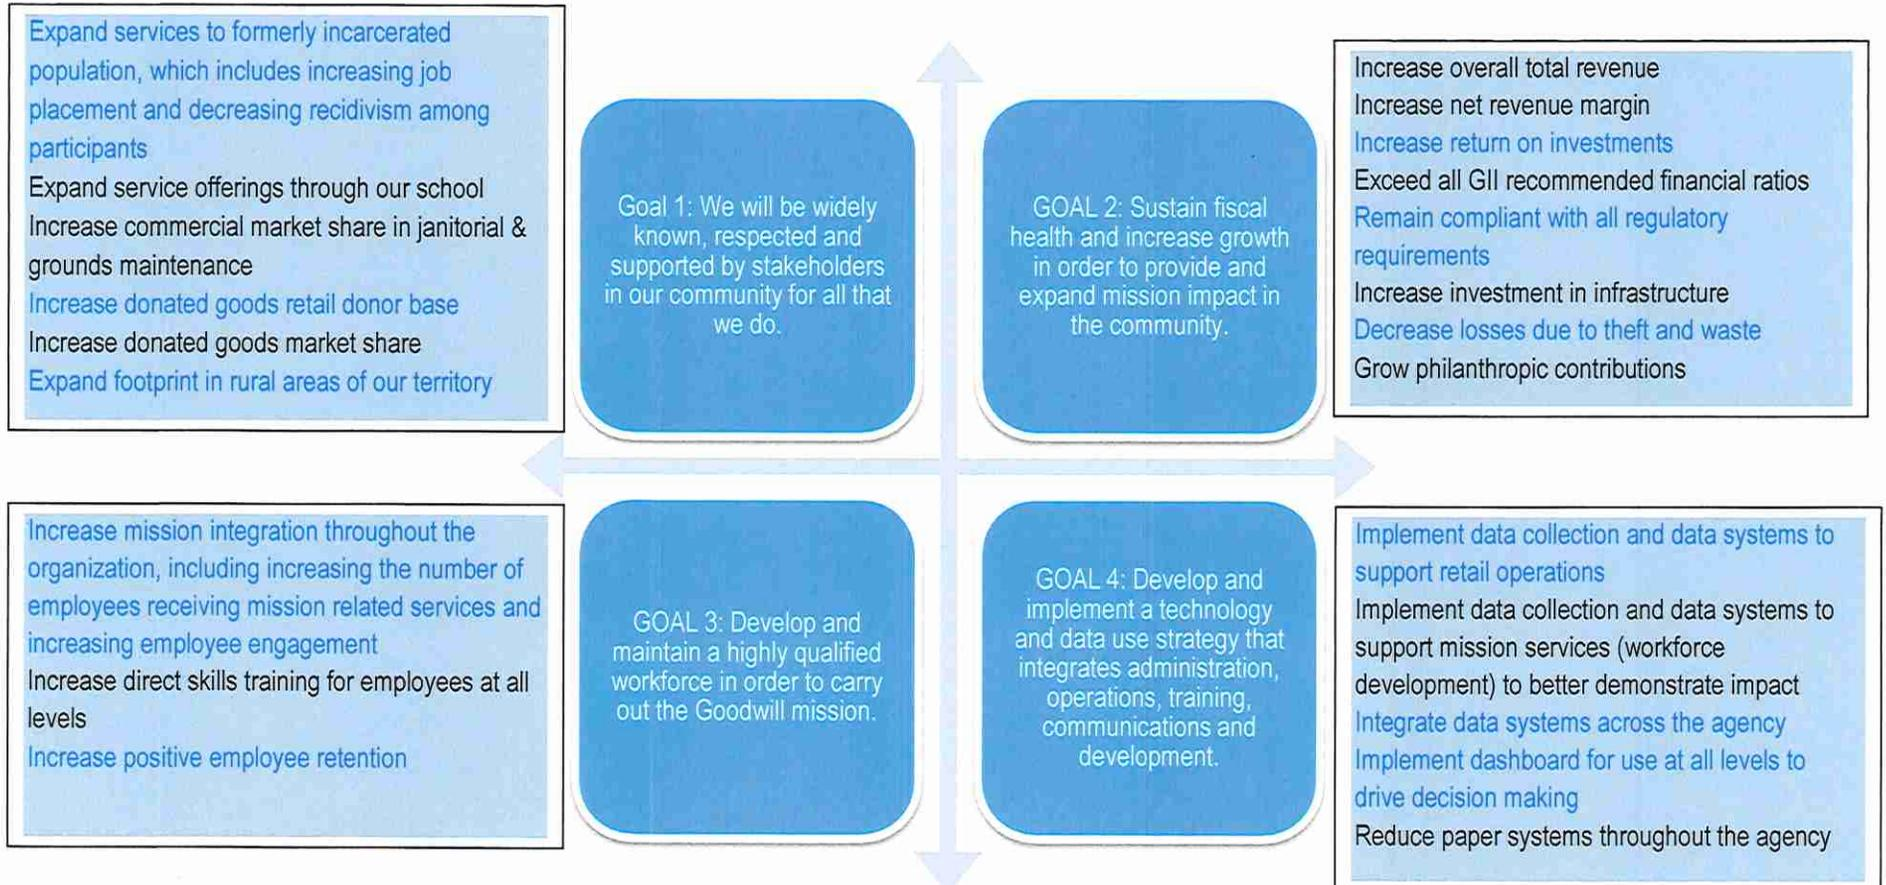 Expand services to formerly incarcerated
population, which includes increasing job
placement and decreasing recidivism among
participants
Expand service offerings through our school
Increase commercial market share in janitorial &
grounds maintenance
Increase donated goods retail donor base
Increase donated goods market share
Expand footprint in rural areas of our territory
Goal 1: We will be widely
known, respected and
supported by stakeholders
in our community for all that
we do.
GOAL 2: Sustain fiscal
health and increase growth
in order to provide and
expand mission impact in
the community.
Increase overall total revenue
Increase net revenue margin
Increase return on investments
Exceed all GII recommended financial ratios
Remain compliant with all regulatory
requirements
Increase investment in infrastructure
Decrease losses due to theft and waste
Grow philanthropic contributions
Increase mission integration throughout the
organization, including increasing the number of
employees receiving mission related services and
increasing employee engagement
Increase direct skills training for employees at all
levels
Increase positive employee retention
GOAL 3: Develop and
maintain a highly qualified
workforce in order to carry
out the Goodwill mission.
GOAL 4: Develop and
implement a technology
and data use strategy that
integrates administration,
operations, training,
communications and
development.
Implement data collection and data systems to
support retail operations
Implement data collection and data systems to
support mission services (workforce
development) to better demonstrate impact
Integrate data systems across the agency
Implement dashboard for use at all levels to
drive decision making
Reduce paper systems throughout the agency